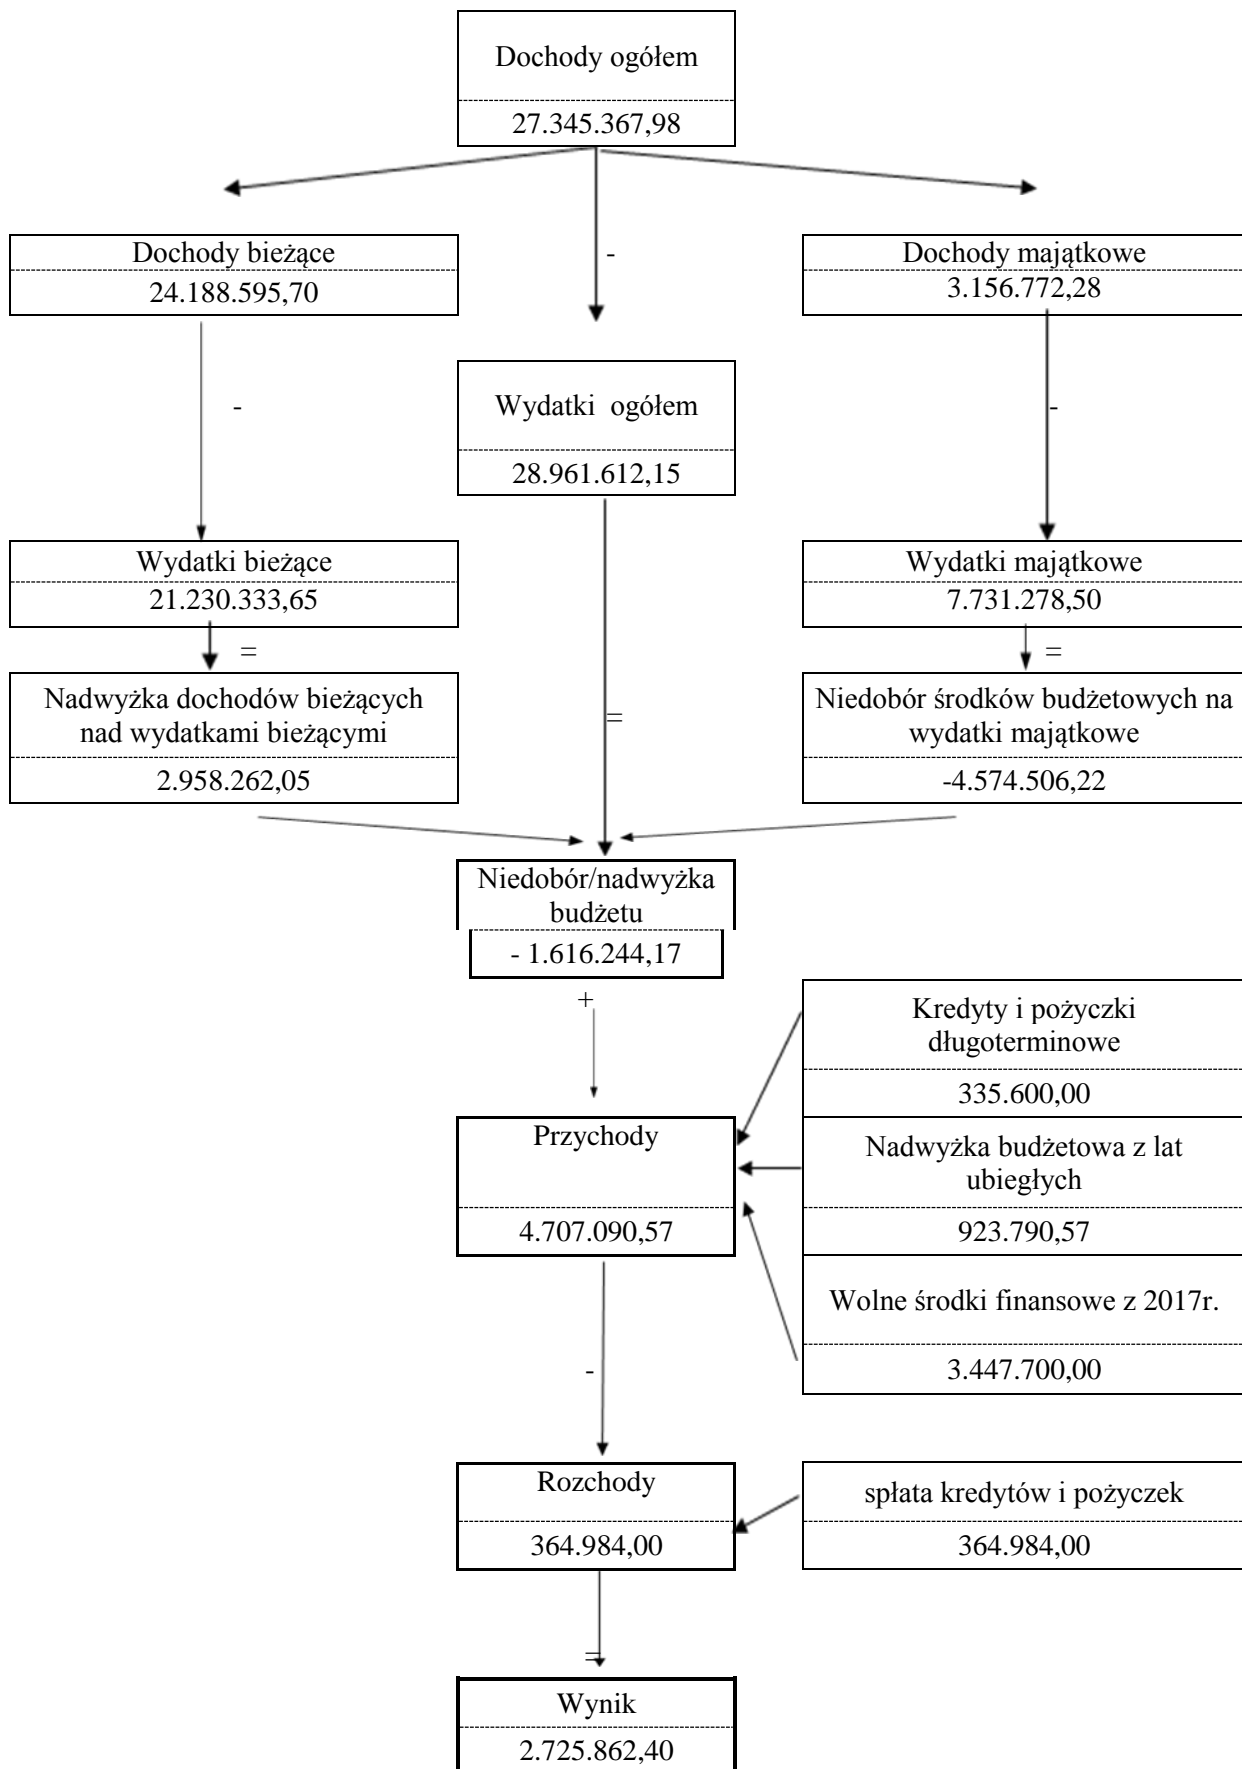 Dochody ogółem
27.345.367,98
Dochody bieżące
24.188.595,70
-
Dochody majątkowe
3.156.772,28
-
Wydatki ogółem
28.961.612,15
-
Wydatki bieżące
21.230.333,65
=
Wydatki majątkowe
7.731.278,50
=
Nadwyżka dochodów bieżących
nad wydatkami bieżącymi
2.958.262,05
=
Niedobór środków budżetowych na
wydatki majątkowe
-4.574.506,22
Niedobór/nadwyżka
budżetu
- 1.616.244,17
+
Kredyty i pożyczki
długoterminowe
335.600,00
Przychody
4.707.090,57
Nadwyżka budżetowa z lat
ubiegłych
923.790,57
Wolne środki finansowe z 2017r.
3.447.700,00
-
Rozchody
364.984,00
spłata kredytów i pożyczek
364.984,00
=
Wynik
2.725.862,40